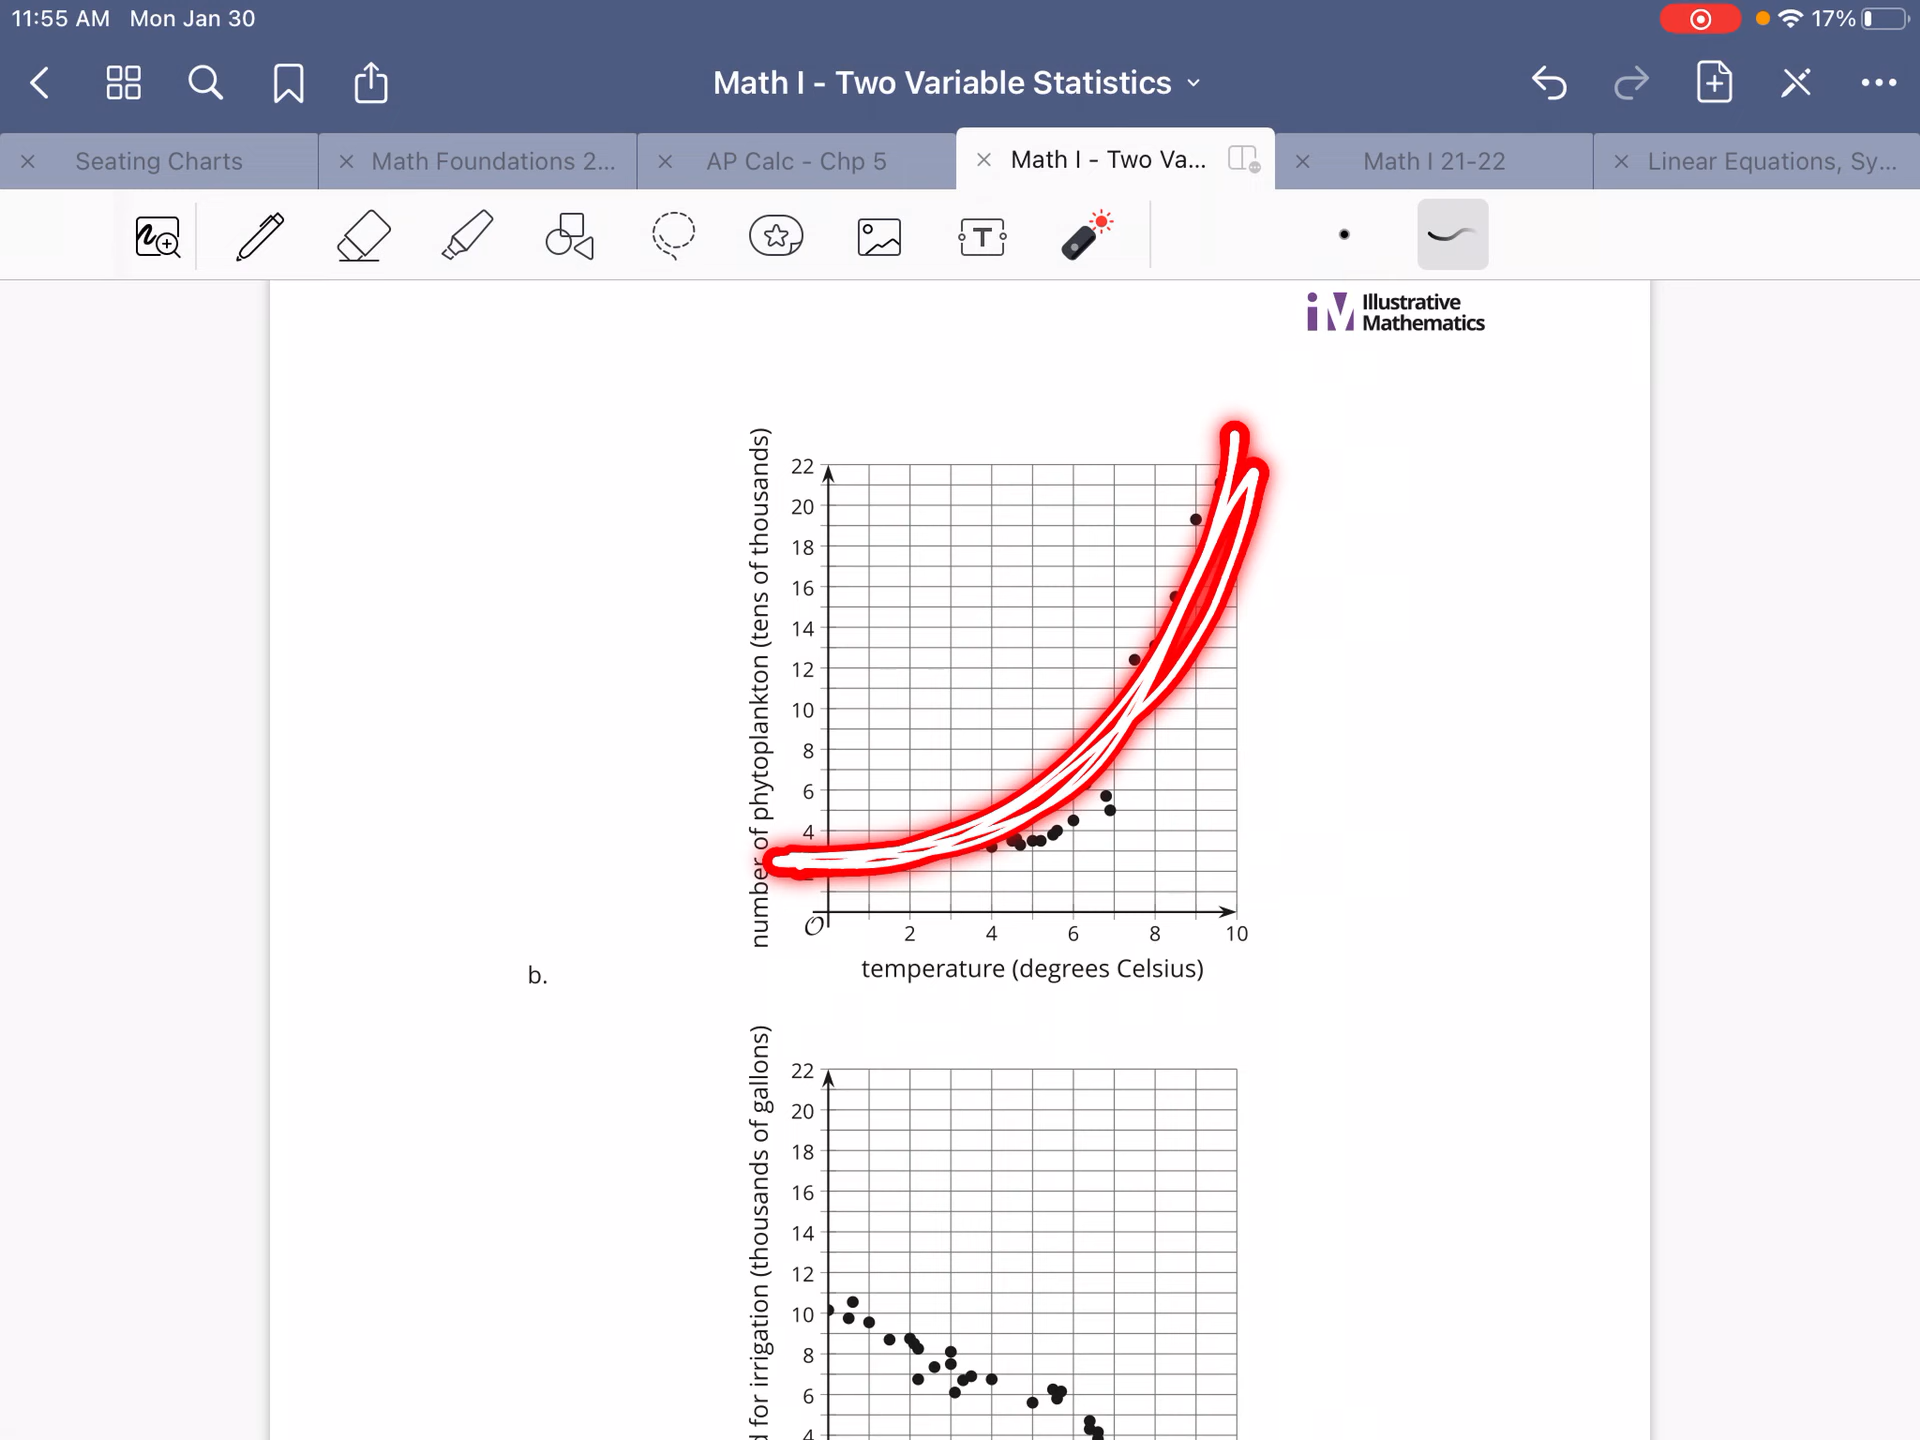 11:55 AM Mon Jan 30
17%
Math I - Two Variable Statistics
Seating Charts
Math Foundations 2...
AP Calc - Chp 5
Math I - Two Va...
Math I 21-22
Linear Equations, Sy...
T
Illustrative
Mathematics
number of phytoplankton (tens of thousands)
22
20
18
16
14
12
10
8
6
4
O
2
4
6
8
10
temperature (degrees Celsius)
b.
d for irrigation (thousands of gallons)
22
20
18
16
14
12
10
8
6
4